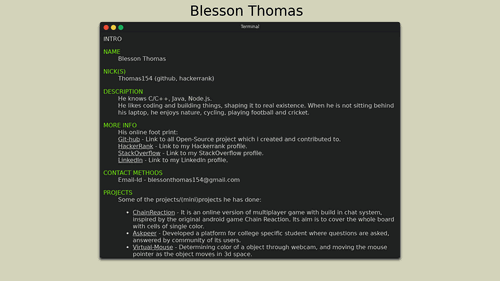 Blesson Thomas
Terminal
INTRO
NAME
Blesson Thomas
NICK(S)
Thomas154 (github, hackerrank)
DESCRIPTION
He knows C/C++, Java, Node.js.
He likes coding and building things, shaping it to real existence. When he is not sitting behind
his laptop, he enjoys nature, cycling, playing football and cricket.
MORE INFO
His online foot print:
Git-hub - Link to all Open-Source project which I created and contributed to.
HackerRank - Link to my Hackerrank profile.
StackOverflow - Link to my StackOverflow profile.
Linkedin - Link to my LinkedIn profile,
CONTACT METHODS
Email-Id - blessonthomas154@gmail.com
PROJECTS
Some of the projects/(mini)projects he has done:
• ChainReaction - It is an online version of multiplayer game with build in chat system,
inspired by the original android game Chain Reaction. Its aim is to cover the whole board
with cells of single color.
• Askpeer - Developed a platform for college specific student where questions are asked,
answered by community of its users.
• Virtual-Mouse - Determining color of a object through webcam, and moving the mouse
pointer as the object moves in 3d space.